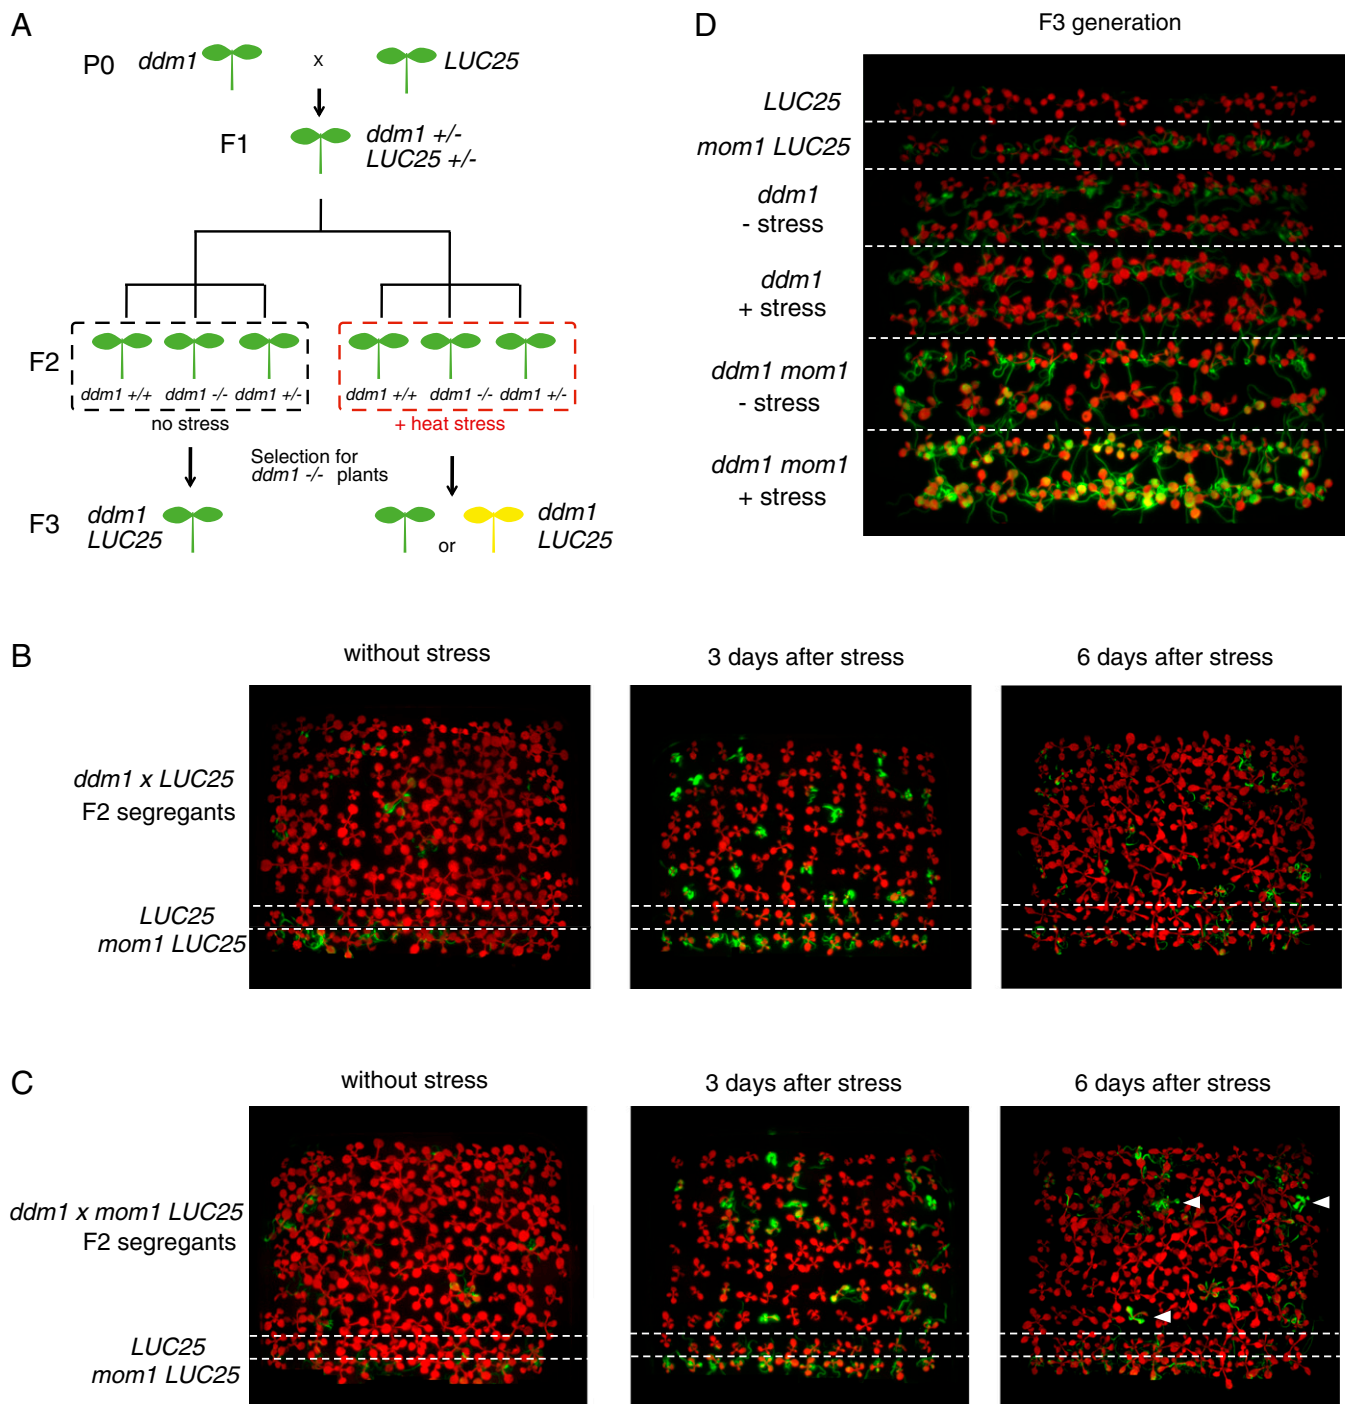 A
P0
ddm1
x
LUC25
F1
ddm1 +/-
LUC25 +/-
F2
ddm1 +/+ ddm1 -/- ddm1 +/-
no stress
ddm1 +/+ ddm1 -/- ddm1 +/-
+ heat stress
Selection for
ddm1 -/- plants
F3
ddm1
LUC25
or
ddm1
LUC25
D
F3 generation
LUC25
mom1 LUC25
ddm1
- stress
ddm1
+ stress
ddm1 mom1
- stress
ddm1 mom1
+ stress
B
without stress
3 days after stress
6 days after stress
ddm1 x LUC25
F2 segregants
LUC25
mom1 LUC25
C
without stress
3 days after stress
6 days after stress
ddm1 x mom1 LUC25
F2 segregants
LUC25
mom1 LUC25